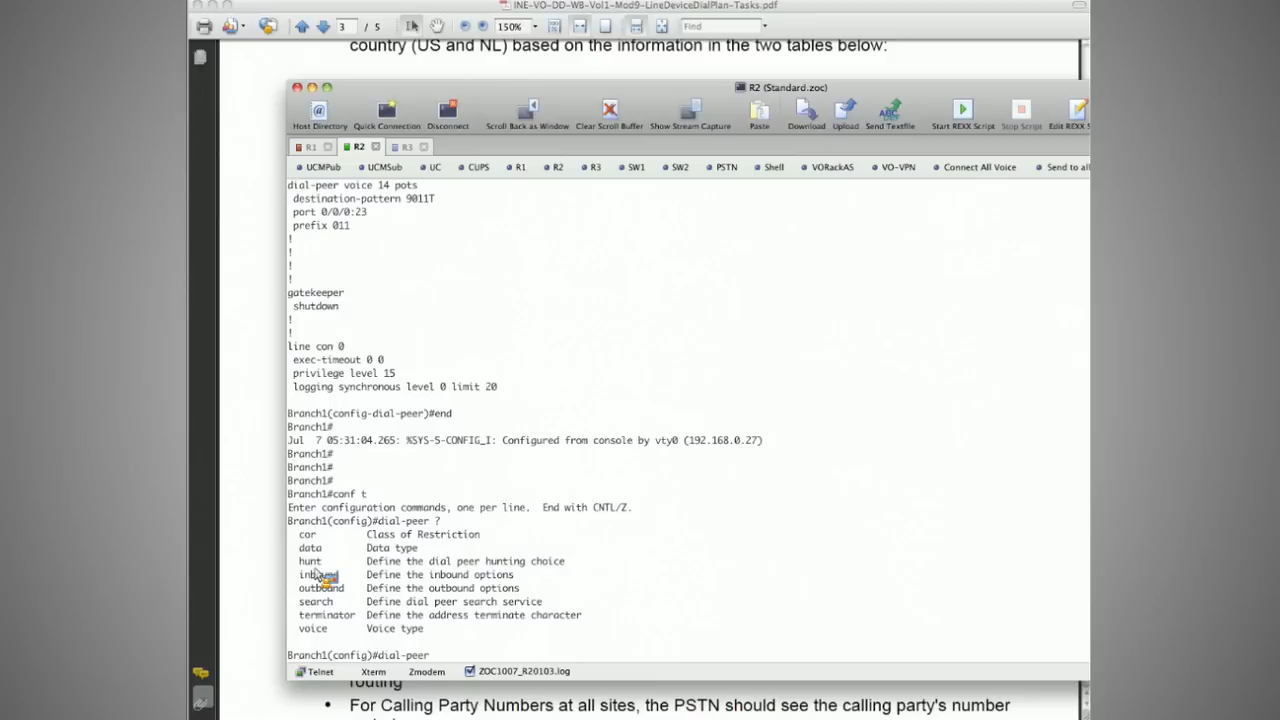 INE-VO-DD-WB-Vol1-Mod9-LineDeviceDialPlan-Tasks.pdf
3 / 5 150% Find
country (US and NL) based on the information in the two tables below:
R2 (Standard.zoc)
Host Directory Quick Connection Disconnect Scroll Back as Window Clear Scroll Buffer Show Stream Capture Paste Download Upload Send Textfile Start REXX Script Stop Script Edit REXX
R1 R2 R3
UCMPub UCMSub UC CUPS R1 R2 R3 SW1 SW2 PSTN Shell VORackAS VO-VPN Connect All Voice Send to all
dial-peer voice 14 pots
destination-pattern 9011T
port 0/0/0:23
prefix 011
!
!
!
!
gatekeeper
shutdown
!
!
line con 0
exec-timeout 0 0
privilege level 15
logging synchronous level 0 limit 20
Branch1(config-dial-peer)#end
Branch1#
Jul 7 05:31:04.265: %SYS-5-CONFIG_I: Configured from console by vty0 (192.168.0.27)
Branch1#
Branch1#
Branch1#
Branch1#conf t
Enter configuration commands, one per line. End with CNTL/Z.
Branch1(config)#dial-peer ?
cor Class of Restriction
data Data type
hunt Define the dial peer hunting choice
inbound Define the inbound options
outbound Define the outbound options
search Define dial peer search service
terminator Define the address terminate character
voice Voice type
Branch1(config)#dial-peer
Telnet Xterm Zmodem ZOC1007_R20103.log
routing
• For Calling Party Numbers at all sites, the PSTN should see the calling party's number